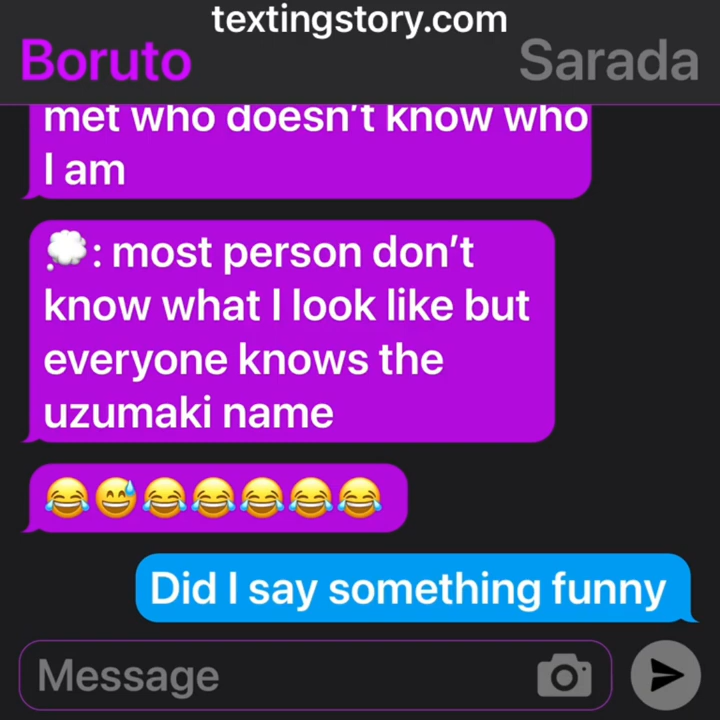 textingstory.com
Boruto
Sarada
met who doesn't know who
I am
💭: most person don't
know what I look like but
everyone knows the
uzumaki name
😂😅😂😂😂😂😂
Did I say something funny
Message